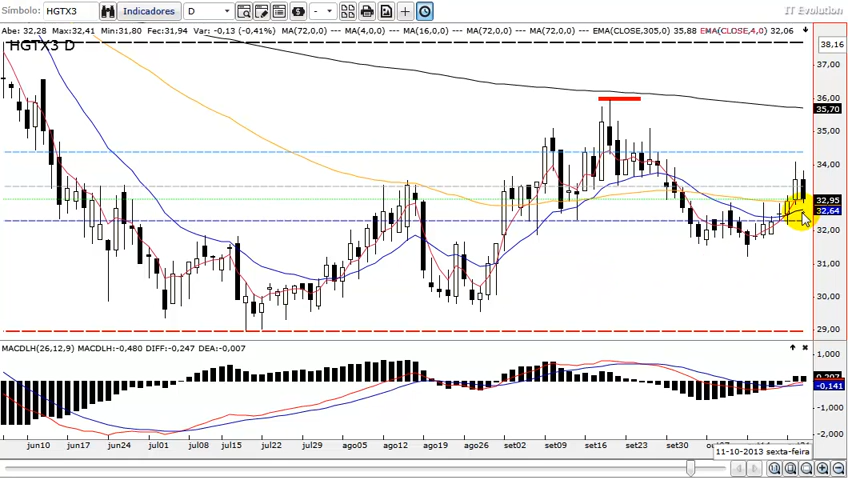 Símbolo: HGTX3 Indicadores D - IT Evolution
Abe: 32,28 Max: 32,41 Min: 31,80 Fec: 31,94 Var: -0,13 (-0,41%) MA(72,0,0) --- MA(4,0,0) --- MA(16,0,0) --- MA(72,0,0) --- MA(72,0,0) --- EMA(CLOSE,305,0) 35,88 EMA(CLOSE,4,0) 32,06
HGTX3 D
38,16
37,00
36,00
35,70
35,00
34,00
32,95
32,64
32,00
31,00
30,00
29,00
MACDLH(26,12,9) MACDLH:-0,480 DIFF:-0,247 DEA:-0,007
1,000
0,207
-0,141
-1,000
-2,000
jun10 jun17 jun24 jul01 jul08 jul15 jul22 jul29 ago05 ago12 ago19 ago26 set02 set09 set16 set23 set30
11-10-2013 sexta-feira